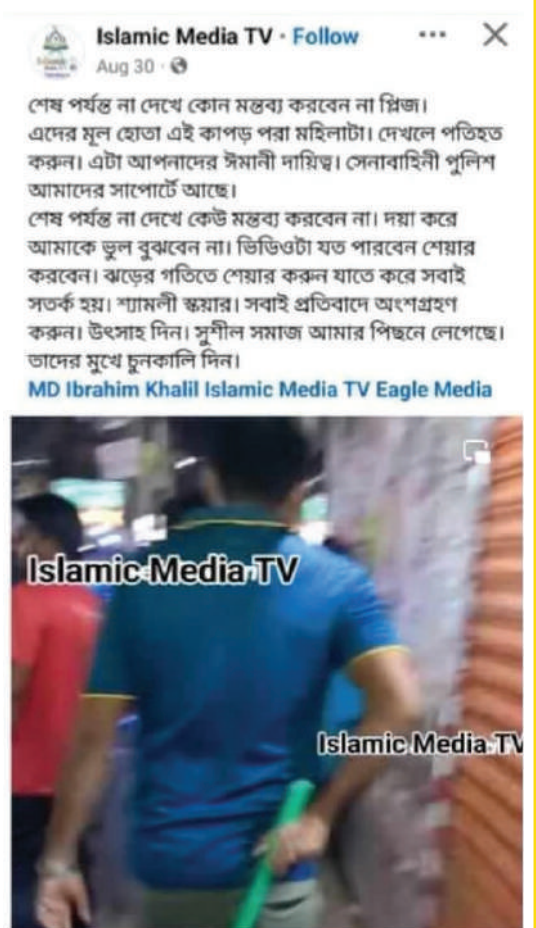 Islamic Media TV · Follow
Aug 30
শেষ পর্যন্ত না দেখে কোন মন্তব্য করবেন না প্লিজ।
এদের মূল হোতা এই কাপড় পরা মহিলাটা। দেখলে পতিহত
করুন। এটা আপনাদের ঈমানী দায়িত্ব। সেনাবাহিনী পুলিশ
আমাদের সাপোর্টে আছে।
শেষ পর্যন্ত না দেখে কেউ মন্তব্য করবেন না। দয়া করে
আমাকে ভুল বুঝবেন না। ভিডিওটা যত পারবেন শেয়ার
করবেন। ঝড়ের গতিতে শেয়ার করুন যাতে করে সবাই
সতর্ক হয়। শ্যামলী স্কয়ার। সবাই প্রতিবাদে অংশগ্রহণ
করুন। উৎসাহ দিন। সুশীল সমাজ আমার পিছনে লেগেছে।
তাদের মুখে চুনকালি দিন।
MD Ibrahim Khalil Islamic Media TV Eagle Media
Islamic Media TV
Islamic Media TV